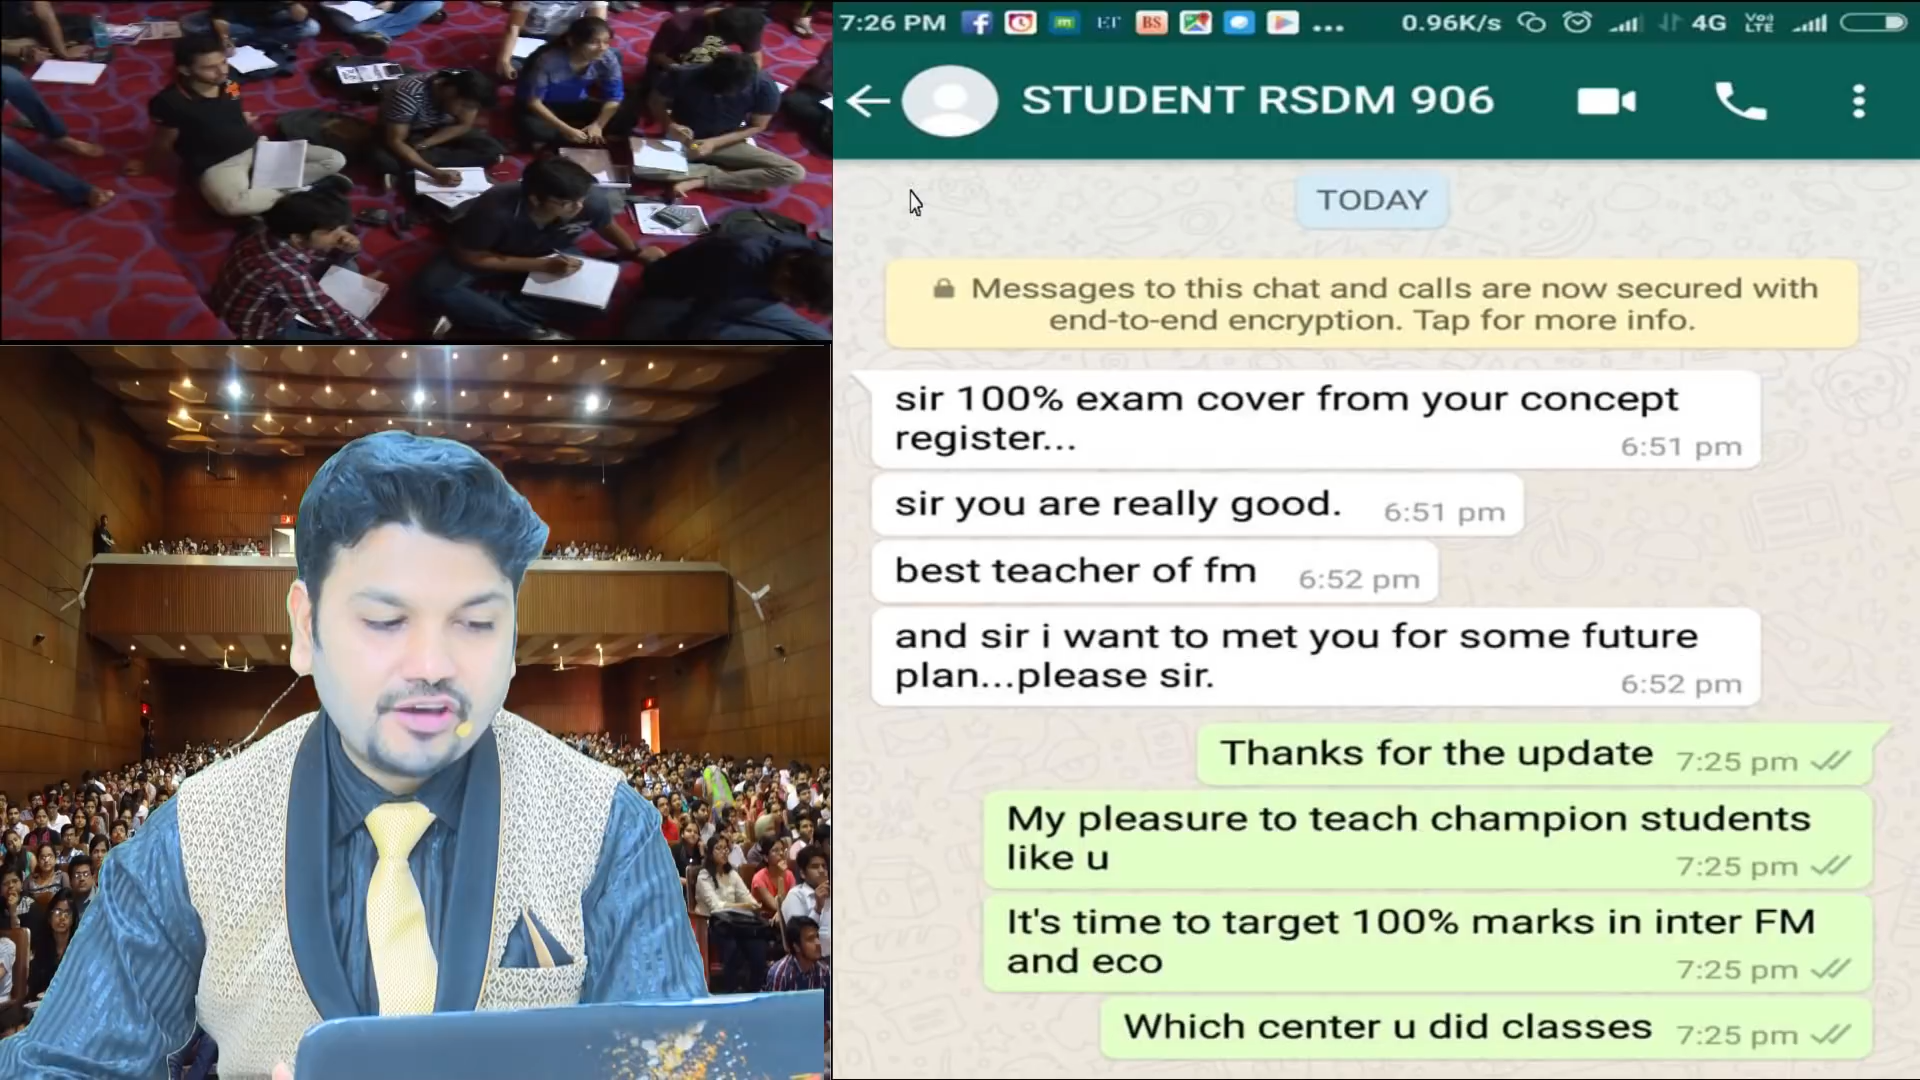 7:26 PM
m
ET
BS
...
0.96K/s
4G
Vo) LTE
STUDENT RSDM 906
TODAY
Messages to this chat and calls are now secured with
end-to-end encryption. Tap for more info.
sir 100% exam cover from your concept
register...
6:51 pm
sir you are really good.
6:51 pm
best teacher of fm
6:52 pm
and sir i want to met you for some future
plan...please sir.
6:52 pm
Thanks for the update
7:25 pm
My pleasure to teach champion students
like u
7:25 pm
It's time to target 100% marks in inter FM
and eco
7:25 pm
Which center u did classes
7:25 pm